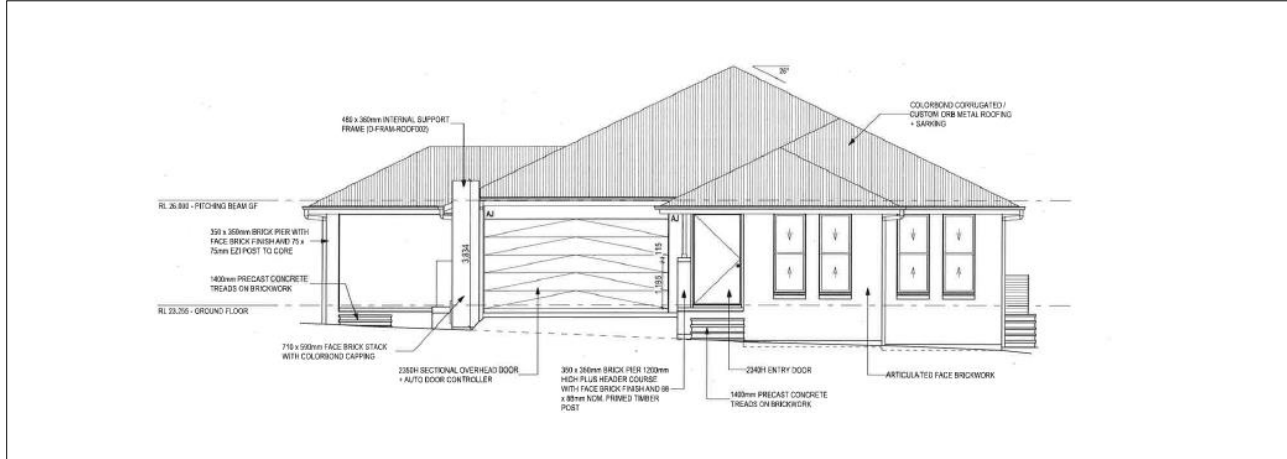 26°
COLORBOND CORRUGATED /
CUSTOM ORB METAL ROOFING
+ SARKING
480 x 360mm INTERNAL SUPPORT
FRAME (D-FRAM-ROOF002)
RL 26.090 - PITCHING BEAM GF
350 x 350mm BRICK PIER WITH
FACE BRICK FINISH AND 75 x
75mm EZI POST TO CORE
1400mm PRECAST CONCRETE
TREADS ON BRICKWORK
RL 23.255 - GROUND FLOOR
AJ
AJ
3,834
115
1,195
710 x 590mm FACE BRICK STACK
WITH COLORBOND CAPPING
2350H SECTIONAL OVERHEAD DOOR
+ AUTO DOOR CONTROLLER
350 x 350mm BRICK PIER 1200mm
HIGH PLUS HEADER COURSE
WITH FACE BRICK FINISH AND 88
x 88mm NOM. PRIMED TIMBER
POST
2340H ENTRY DOOR
1400mm PRECAST CONCRETE
TREADS ON BRICKWORK
ARTICULATED FACE BRICKWORK